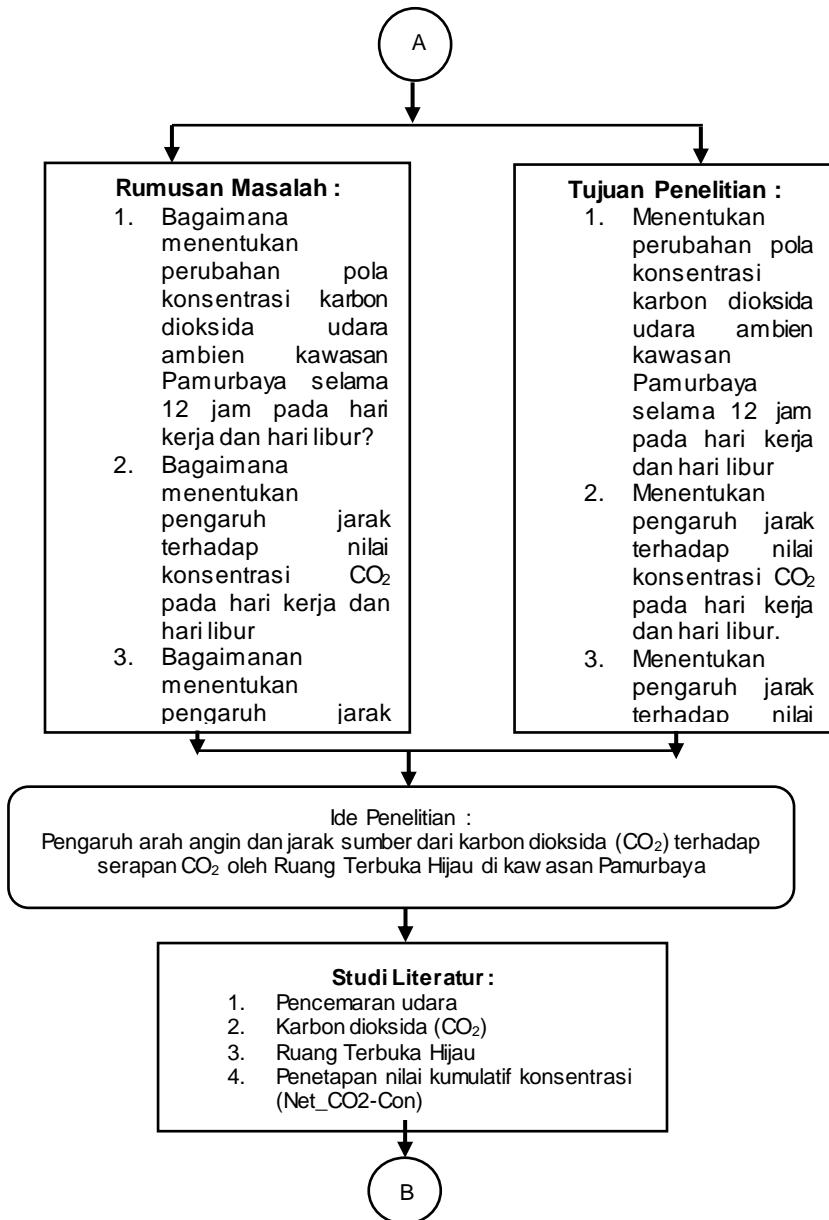 A
Rumusan Masalah :
1. Bagaimana
menentukan
perubahan pola
konsentrasi karbon
dioksida udara
ambien kawasan
Pamurbaya selama
12 jam pada hari
kerja dan hari libur?
2. Bagaimana
menentukan
pengaruh jarak
terhadap nilai
konsentrasi CO₂
pada hari kerja dan
hari libur
3. Bagaimanan
menentukan
pengaruh jarak
Tujuan Penelitian :
1. Menentukan
perubahan pola
konsentrasi
karbon dioksida
udara ambien
kawasan
Pamurbaya
selama 12 jam
pada hari kerja
dan hari libur
2. Menentukan
pengaruh jarak
terhadap nilai
konsentrasi CO₂
pada hari kerja
dan hari libur.
3. Menentukan
pengaruh jarak
terhadap nilai
Ide Penelitian :
Pengaruh arah angin dan jarak sumber dari karbon dioksida (CO₂) terhadap
serapan CO₂ oleh Ruang Terbuka Hijau di kawasan Pamurbaya
Studi Literatur :
1. Pencemaran udara
2. Karbon dioksida (CO₂)
3. Ruang Terbuka Hijau
4. Penetapan nilai kumulatif konsentrasi
(Net_CO2-Con)
B